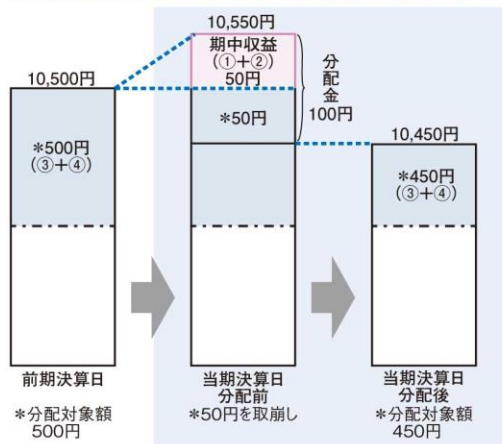 10,550円
期中収益
(①+②)
50円
分配金
100円
10,500円
*500円
(③+④)
*50円
10,450円
*450円
(③+④)
前期決算日
*分配対象額
500円
当期決算日
分配前
*50円を取崩し
当期決算日
分配後
*分配対象額
450円